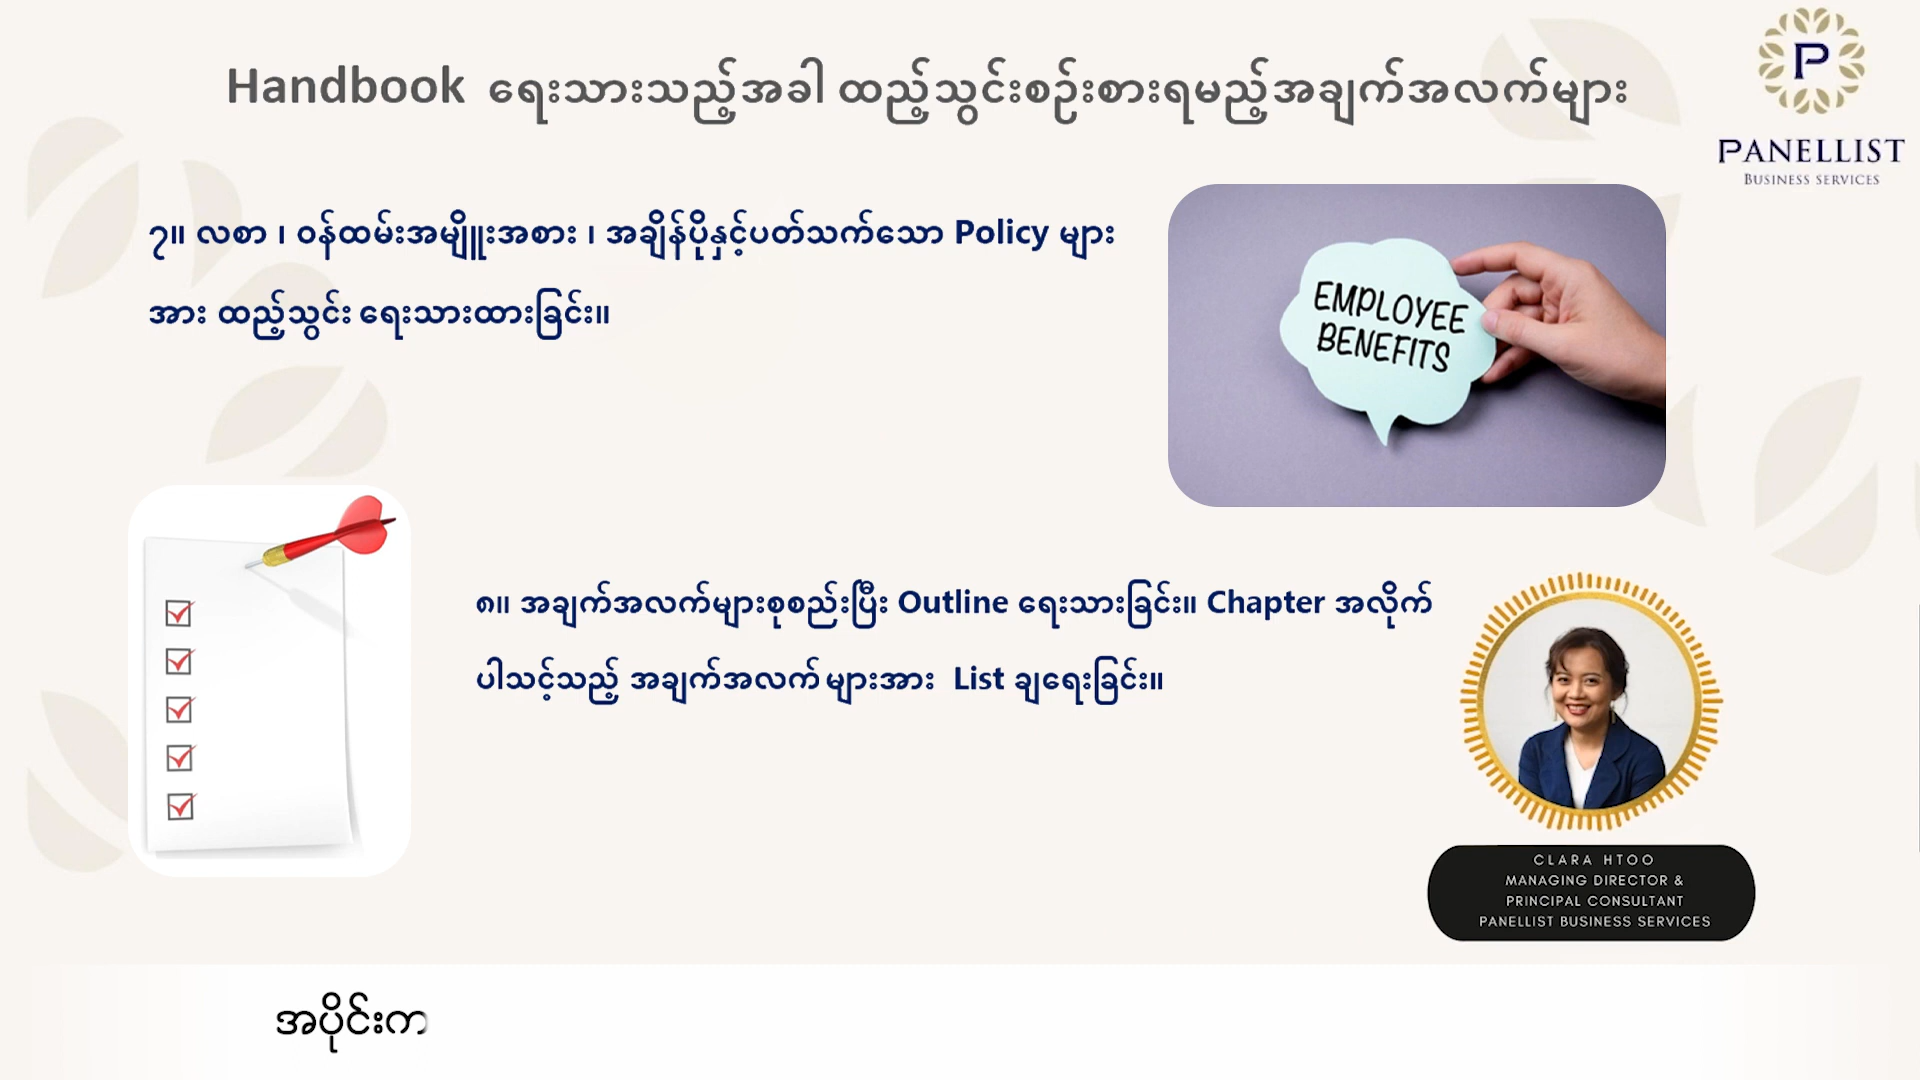 Handbook ရေးသားသည့်အခါ ထည့်သွင်းစဉ်းစားရမည့်အချက်အလက်များ
P
PANELLIST
BUSINESS SERVICES
၇။ လစာ ၊ ဝန်ထမ်းအမျိူးအစား ၊ အချိန်ပိုနှင့်ပတ်သက်သော Policy များ
အား ထည့်သွင်း ရေးသားထားခြင်း။
EMPLOYEE
BENEFITS
၈။ အချက်အလက်များစုစည်းပြီး Outline ရေးသားခြင်း။ Chapter အလိုက်
ပါသင့်သည့် အချက်အလက် များအား List ချရေးခြင်း။
CLARA HTOO
MANAGING DIRECTOR &
PRINCIPAL CONSULTANT
PANELLIST BUSINESS SERVICES
အပိုင်းက